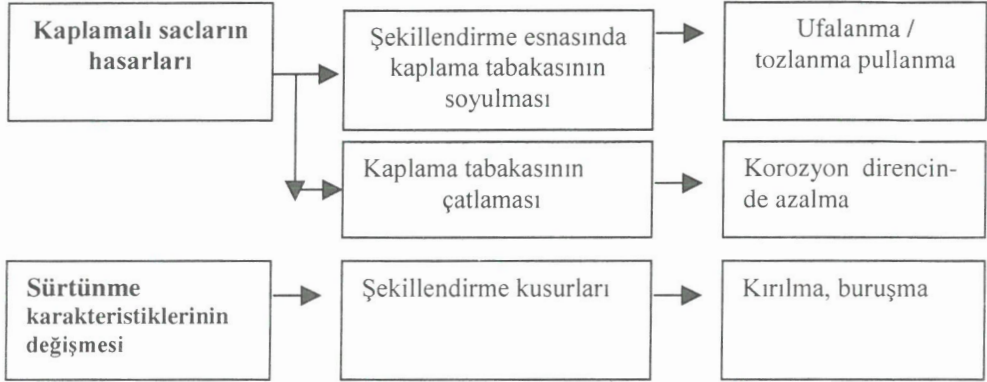 Kaplamalı sacların
hasarları
Şekillendirme esnasında
kaplama tabakasının
soyulması
Ufalanma /
tozlanma pullanma
Kaplama tabakasının
çatlaması
Korozyon direncin-
de azalma
Sürtünme
karakteristiklerinin
değişmesi
Şekillendirme kusurları
Kırılma, buruşma